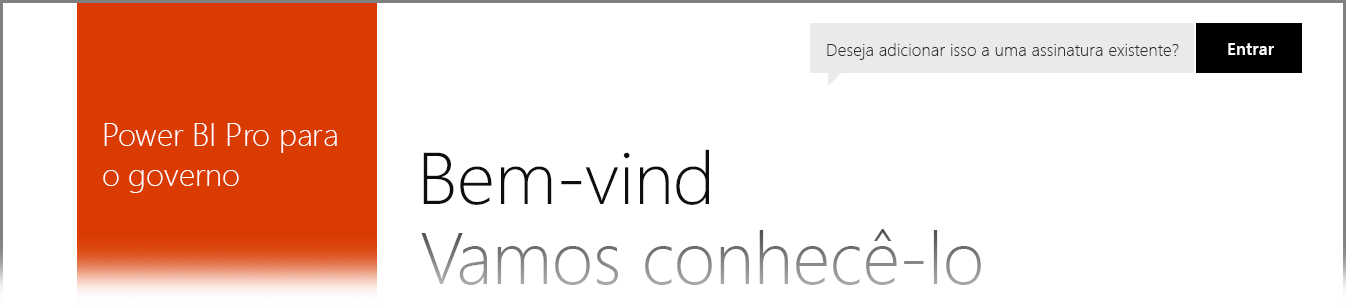 Deseja adicionar isso a uma assinatura existente?
Entrar
Power BI Pro para
o governo
Bem-vind
Vamos conhecê-lo